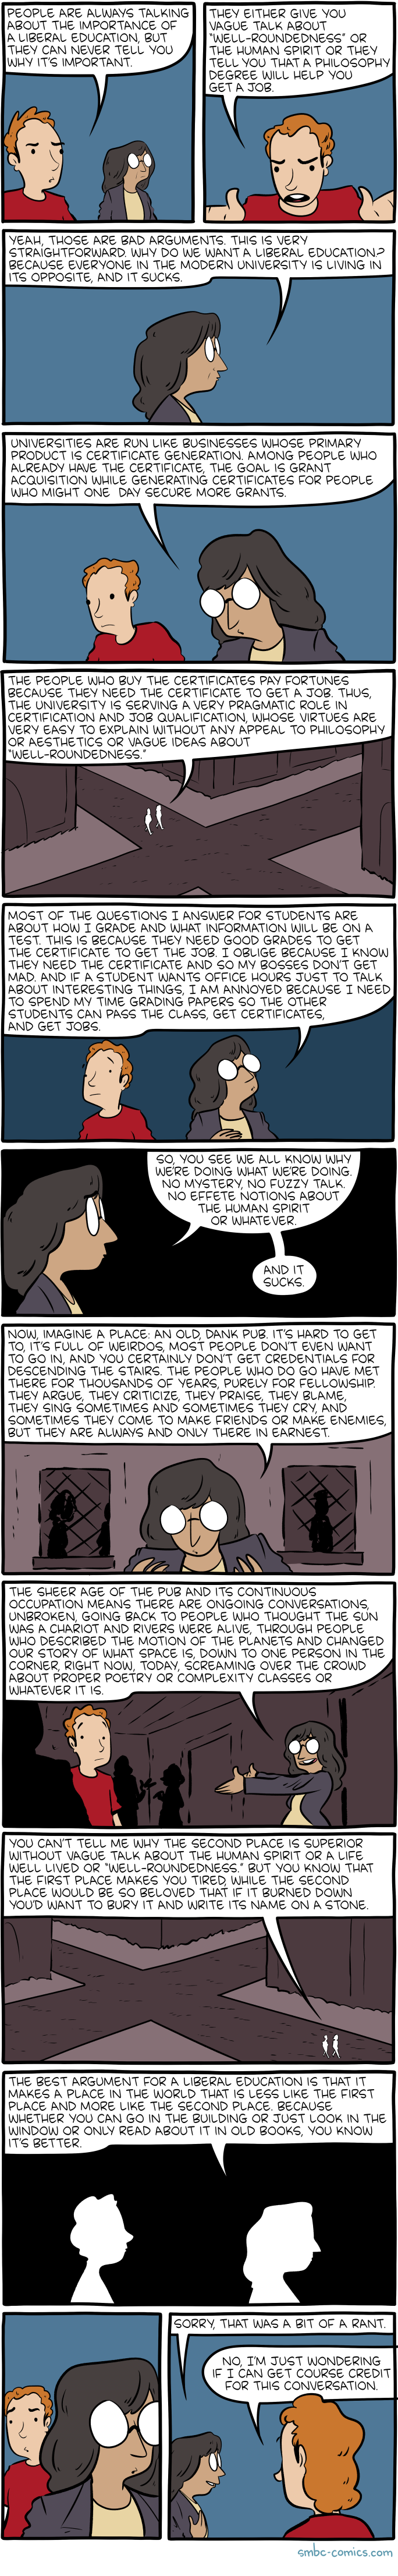 PEOPLE ARE ALWAYS TALKING
ABOUT THE IMPORTANCE OF
A LIBERAL EDUCATION, BUT
THEY CAN NEVER TELL YOU
WHY IT'S IMPORTANT.
THEY EITHER GIVE YOU
VAGUE TALK ABOUT
"WELL-ROUNDEDNESS" OR
THE HUMAN SPIRIT OR THEY
TELL YOU THAT A PHILOSOPHY
DEGREE WILL HELP YOU
GET A JOB.
YEAH, THOSE ARE BAD ARGUMENTS. THIS IS VERY
STRAIGHTFORWARD. WHY DO WE WANT A LIBERAL EDUCATION?
BECAUSE EVERYONE IN THE MODERN UNIVERSITY IS LIVING IN
ITS OPPOSITE, AND IT SUCKS.
UNIVERSITIES ARE RUN LIKE BUSINESSES WHOSE PRIMARY
PRODUCT IS CERTIFICATE GENERATION. AMONG PEOPLE WHO
ALREADY HAVE THE CERTIFICATE, THE GOAL IS GRANT
ACQUISITION WHILE GENERATING CERTIFICATES FOR PEOPLE
WHO MIGHT ONE DAY SECURE MORE GRANTS.
THE PEOPLE WHO BUY THE CERTIFICATES PAY FORTUNES
BECAUSE THEY NEED THE CERTIFICATE TO GET A JOB. THUS,
THE UNIVERSITY IS SERVING A VERY PRAGMATIC ROLE IN
CERTIFICATION AND JOB QUALIFICATION, WHOSE VIRTUES ARE
VERY EASY TO EXPLAIN WITHOUT ANY APPEAL TO PHILOSOPHY
OR AESTHETICS OR VAGUE IDEAS ABOUT
"WELL-ROUNDEDNESS."
MOST OF THE QUESTIONS I ANSWER FOR STUDENTS ARE
ABOUT HOW I GRADE AND WHAT INFORMATION WILL BE ON A
TEST. THIS IS BECAUSE THEY NEED GOOD GRADES TO GET
THE CERTIFICATE TO GET THE JOB. I OBLIGE BECAUSE I KNOW
THEY NEED THE CERTIFICATE AND SO MY BOSSES DON'T GET
MAD. AND IF A STUDENT WANTS OFFICE HOURS JUST TO TALK
ABOUT INTERESTING THINGS, I AM ANNOYED BECAUSE I NEED
TO SPEND MY TIME GRADING PAPERS SO THE OTHER
STUDENTS CAN PASS THE CLASS, GET CERTIFICATES,
AND GET JOBS.
SO, YOU SEE WE ALL KNOW WHY
WE'RE DOING WHAT WE'RE DOING.
NO MYSTERY, NO FUZZY TALK.
NO EFFETE NOTIONS ABOUT
THE HUMAN SPIRIT
OR WHATEVER.
AND IT
SUCKS.
NOW, IMAGINE A PLACE: AN OLD, DANK PUB. IT'S HARD TO GET
TO, IT'S FULL OF WEIRDOS, MOST PEOPLE DON'T EVEN WANT
TO GO IN, AND YOU CERTAINLY DON'T GET CREDENTIALS FOR
DESCENDING THE STAIRS. THE PEOPLE WHO DO GO HAVE MET
THERE FOR THOUSANDS OF YEARS, PURELY FOR FELLOWSHIP.
THEY ARGUE, THEY CRITICIZE, THEY PRAISE, THEY BLAME,
THEY SING SOMETIMES AND SOMETIMES THEY CRY, AND
SOMETIMES THEY COME TO MAKE FRIENDS OR MAKE ENEMIES,
BUT THEY ARE ALWAYS AND ONLY THERE IN EARNEST.
THE SHEER AGE OF THE PUB AND ITS CONTINUOUS
OCCUPATION MEANS THERE ARE ONGOING CONVERSATIONS,
UNBROKEN, GOING BACK TO PEOPLE WHO THOUGHT THE SUN
WAS A CHARIOT AND RIVERS WERE ALIVE, THROUGH PEOPLE
WHO DESCRIBED THE MOTION OF THE PLANETS AND CHANGED
OUR STORY OF WHAT SPACE IS, DOWN TO ONE PERSON IN THE
CORNER, RIGHT NOW, TODAY, SCREAMING OVER THE CROWD
ABOUT PROPER POETRY OR COMPLEXITY CLASSES OR
WHATEVER IT IS.
YOU CAN'T TELL ME WHY THE SECOND PLACE IS SUPERIOR
WITHOUT VAGUE TALK ABOUT THE HUMAN SPIRIT OR A LIFE
WELL LIVED OR "WELL-ROUNDEDNESS." BUT YOU KNOW THAT
THE FIRST PLACE MAKES YOU TIRED, WHILE THE SECOND
PLACE WOULD BE SO BELOVED THAT IF IT BURNED DOWN
YOU'D WANT TO BURY IT AND WRITE ITS NAME ON A STONE.
THE BEST ARGUMENT FOR A LIBERAL EDUCATION IS THAT IT
MAKES A PLACE IN THE WORLD THAT IS LESS LIKE THE FIRST
PLACE AND MORE LIKE THE SECOND PLACE. BECAUSE
WHETHER YOU CAN GO IN THE BUILDING OR JUST LOOK IN THE
WINDOW OR ONLY READ ABOUT IT IN OLD BOOKS, YOU KNOW
IT'S BETTER.
SORRY, THAT WAS A BIT OF A RANT.
NO, I'M JUST WONDERING
IF I CAN GET COURSE CREDIT
FOR THIS CONVERSATION.
smbc-comics.com